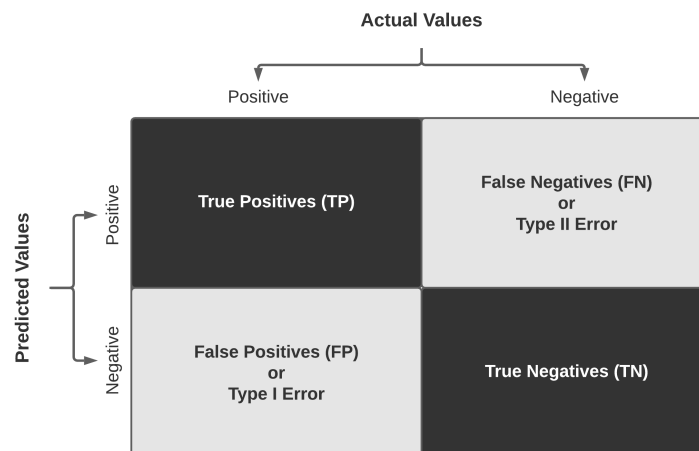 Actual Values
Positive
Negative
Predicted Values
Positive
True Positives (TP)
False Negatives (FN)
or
Type II Error
Negative
False Positives (FP)
or
Type I Error
True Negatives (TN)